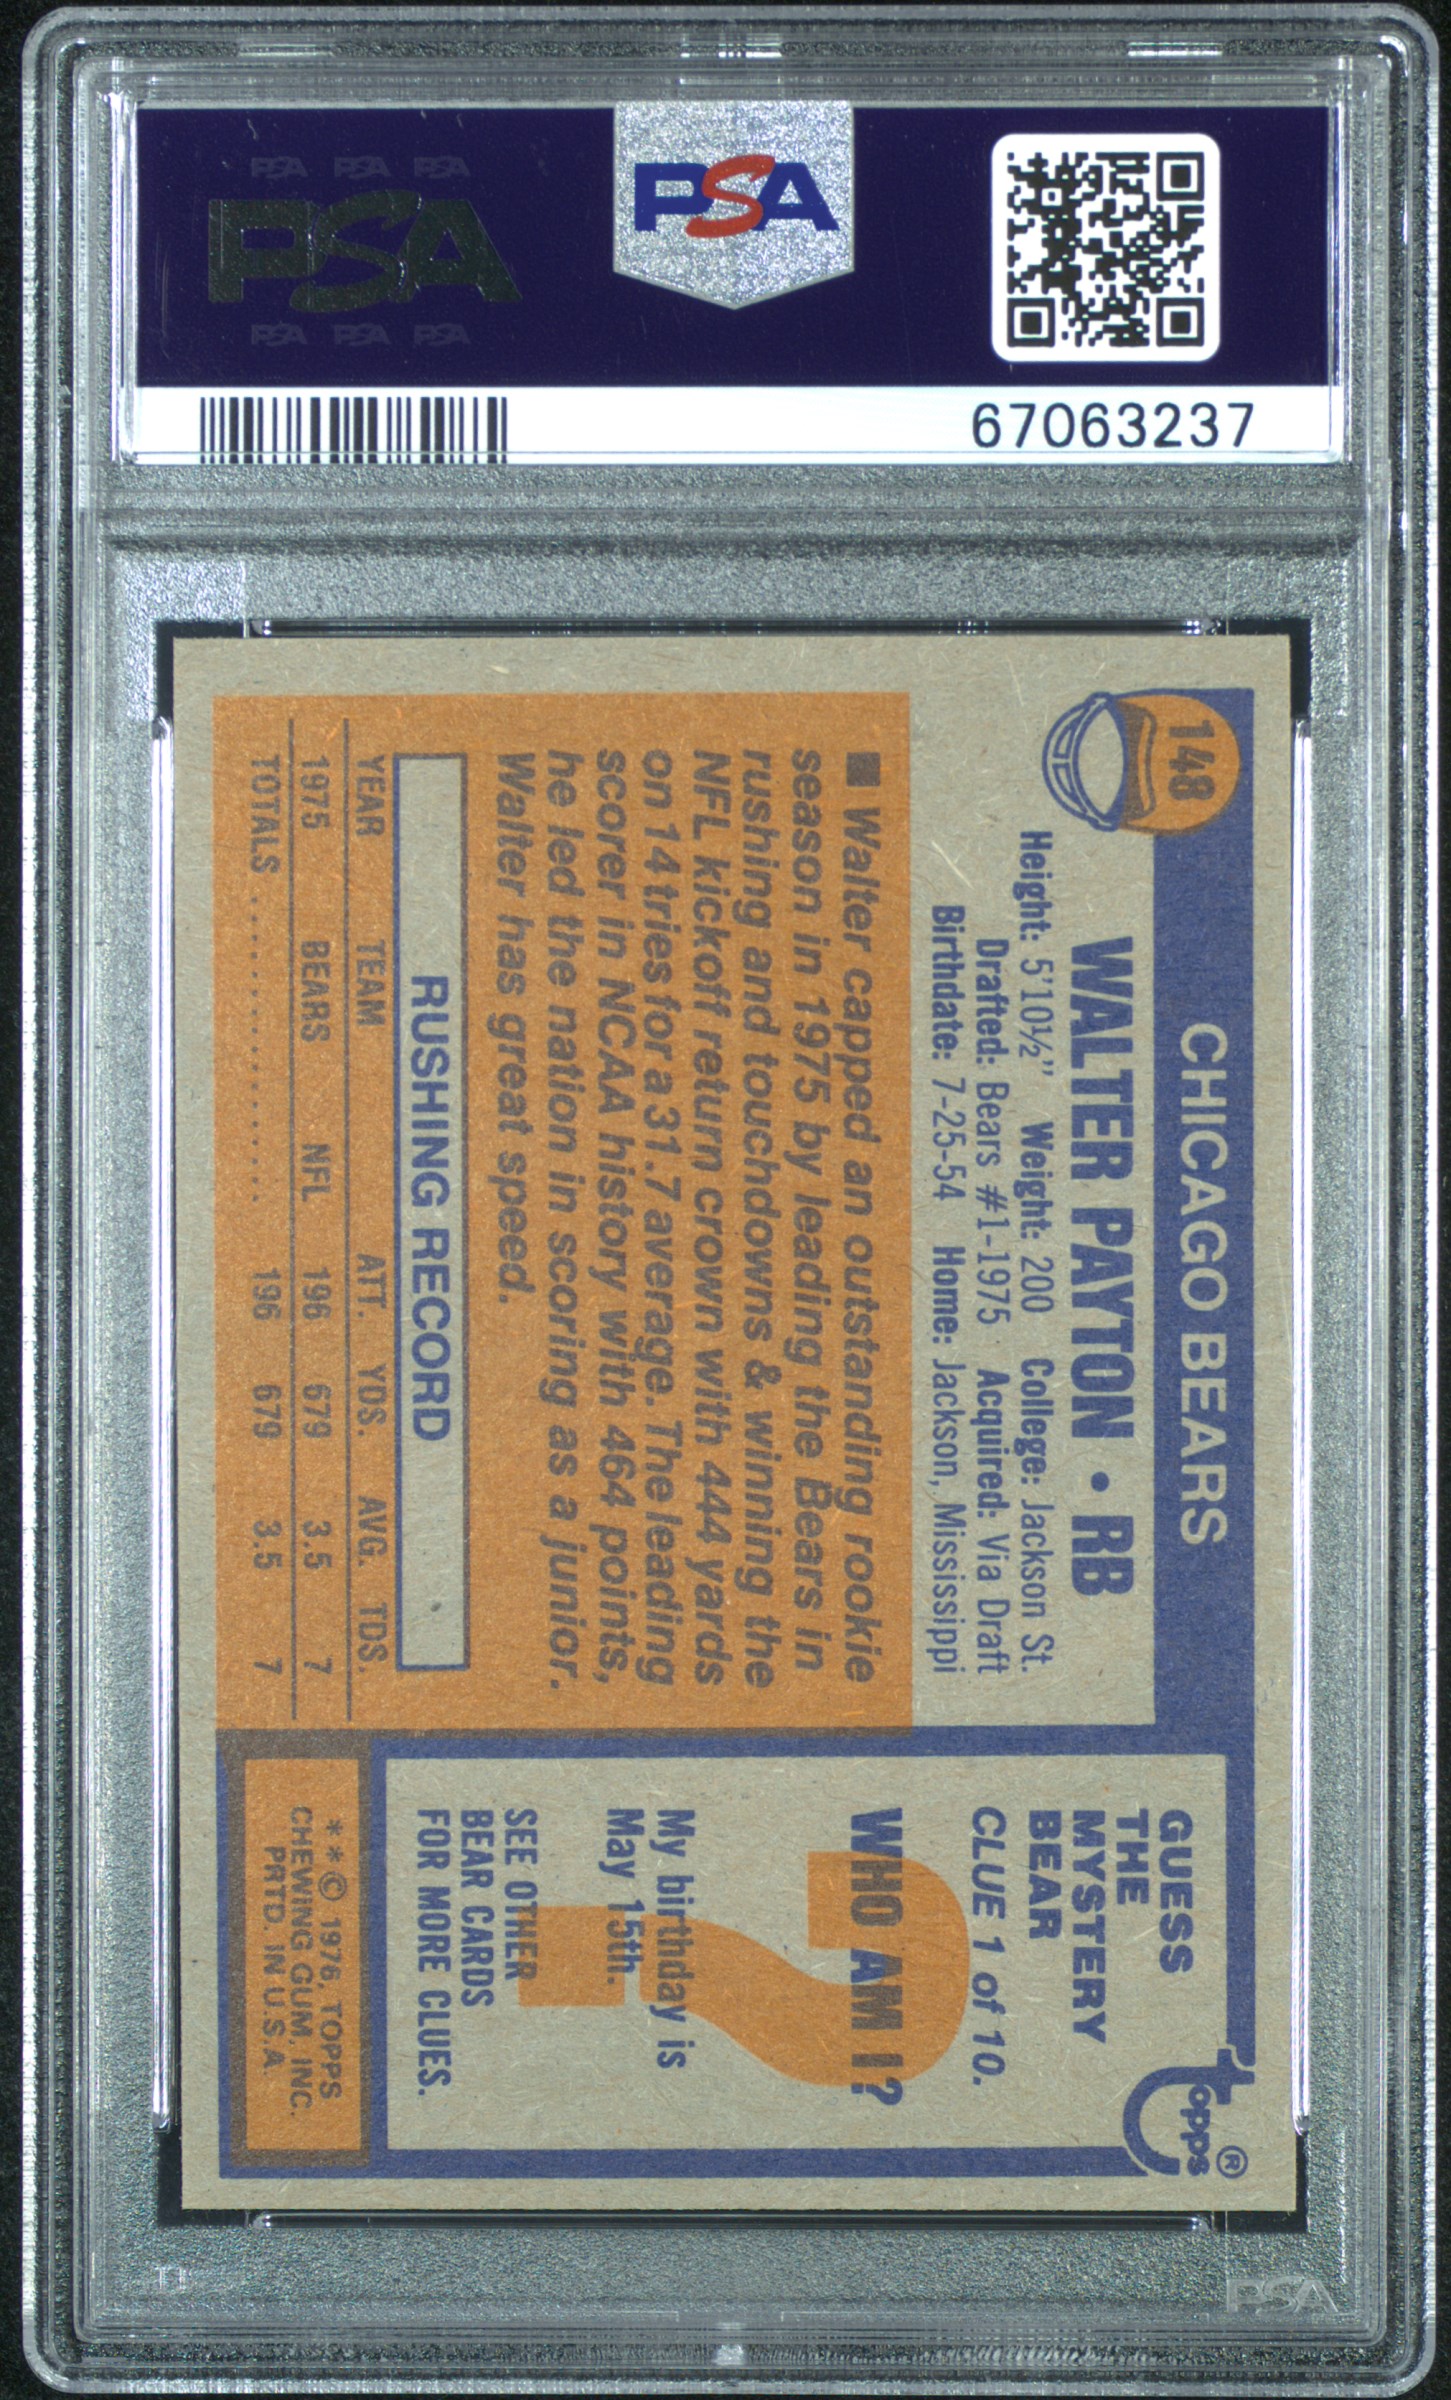 PSA PSA PSA
PSA
PSA PSA PSA
PSA
67063237
148
CHICAGO BEARS
WALTER PAYTON • RB
Height: 5'10½" Weight: 200 College: Jackson St.
Drafted: Bears #1-1975 Acquired: Via Draft
Birthdate: 7-25-54 Home: Jackson, Mississippi
■ Walter capped an outstanding rookie
season in 1975 by leading the Bears in
rushing and touchdowns & winning the
NFL kickoff return crown with 444 yards
on 14 tries for a 31.7 average. The leading
scorer in NCAA history with 464 points,
he led the nation in scoring as a junior.
Walter has great speed.
RUSHING RECORD
YEAR TEAM ATT. YDS. AVG. TDS.
1975 BEARS NFL 196 679 3.5 7
TOTALS .................... 196 679 3.5 7
topps®
GUESS
THE
MYSTERY
BEAR
CLUE 1 of 10.
WHO AM I?
?
My birthday is
May 15th.
SEE OTHER
BEAR CARDS
FOR MORE CLUES.
**© 1976, TOPPS
CHEWING GUM, INC.
PRTD. IN U.S.A.
PSA